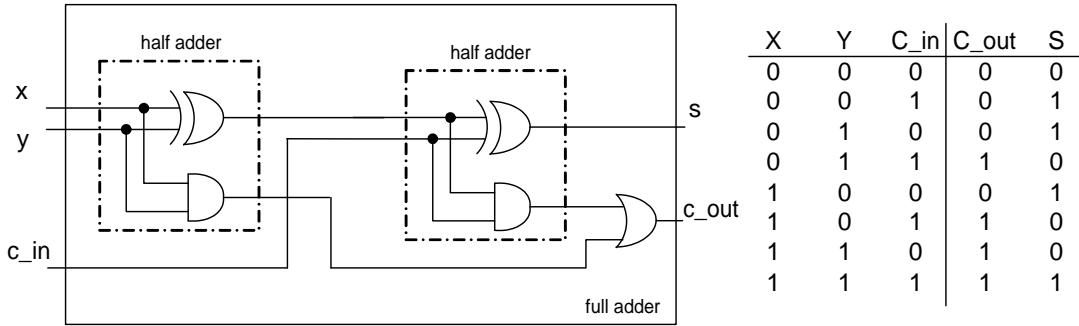 half adder
half adder
x
y
s
c_in
c_out
full adder
X Y C_in C_out S
0 0 0 0 0
0 0 1 0 1
0 1 0 0 1
0 1 1 1 0
1 0 0 0 1
1 0 1 1 0
1 1 0 1 0
1 1 1 1 1